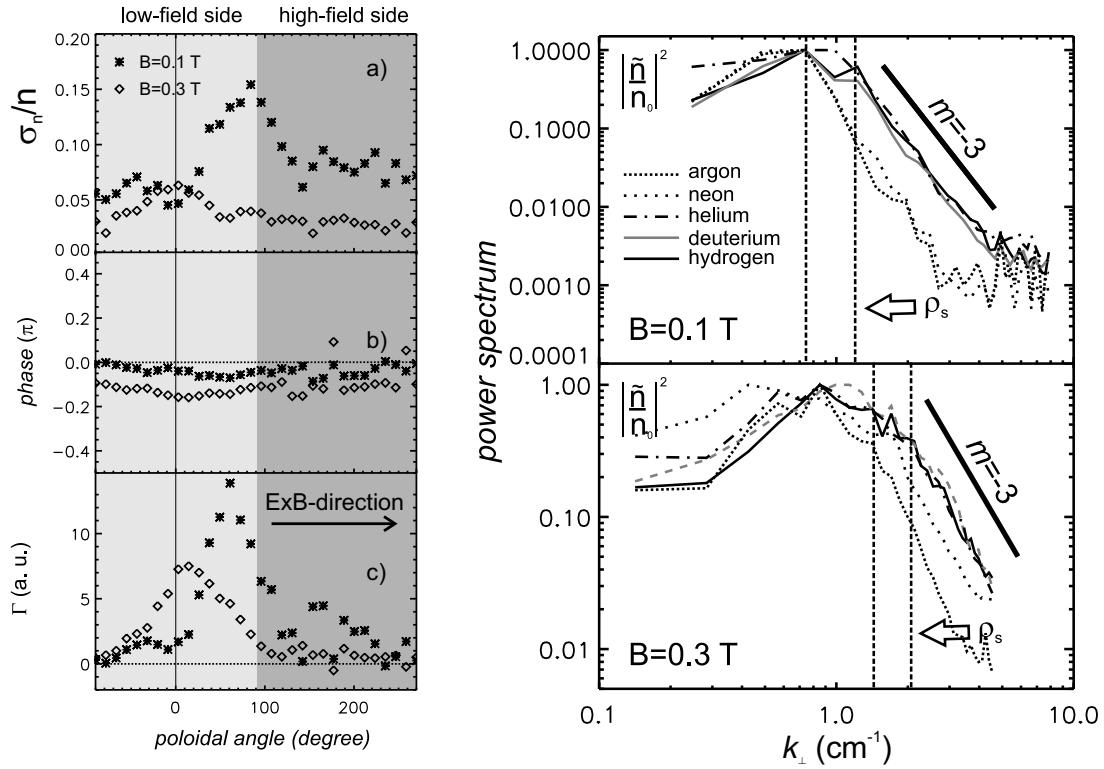 low-field side high-field side
0.20
0.15
0.10
0.05
0.00
σn/n
B=0.1 T
B=0.3 T
a)
0.4
0.2
0.0
−0.2
−0.4
phase (π)
b)
10
5
0
Γ (a. u.)
ExB-direction
c)
0 100 200
poloidal angle (degree)
power spectrum
1.0000
0.1000
0.0100
0.0010
0.0001
|ñ/n₀|²
m=-3
argon
neon
helium
deuterium
hydrogen
ρs
B=0.1 T
1.00
0.10
0.01
|ñ/n₀|²
m=-3
ρs
B=0.3 T
0.1 1.0 10.0
k⊥ (cm⁻¹)